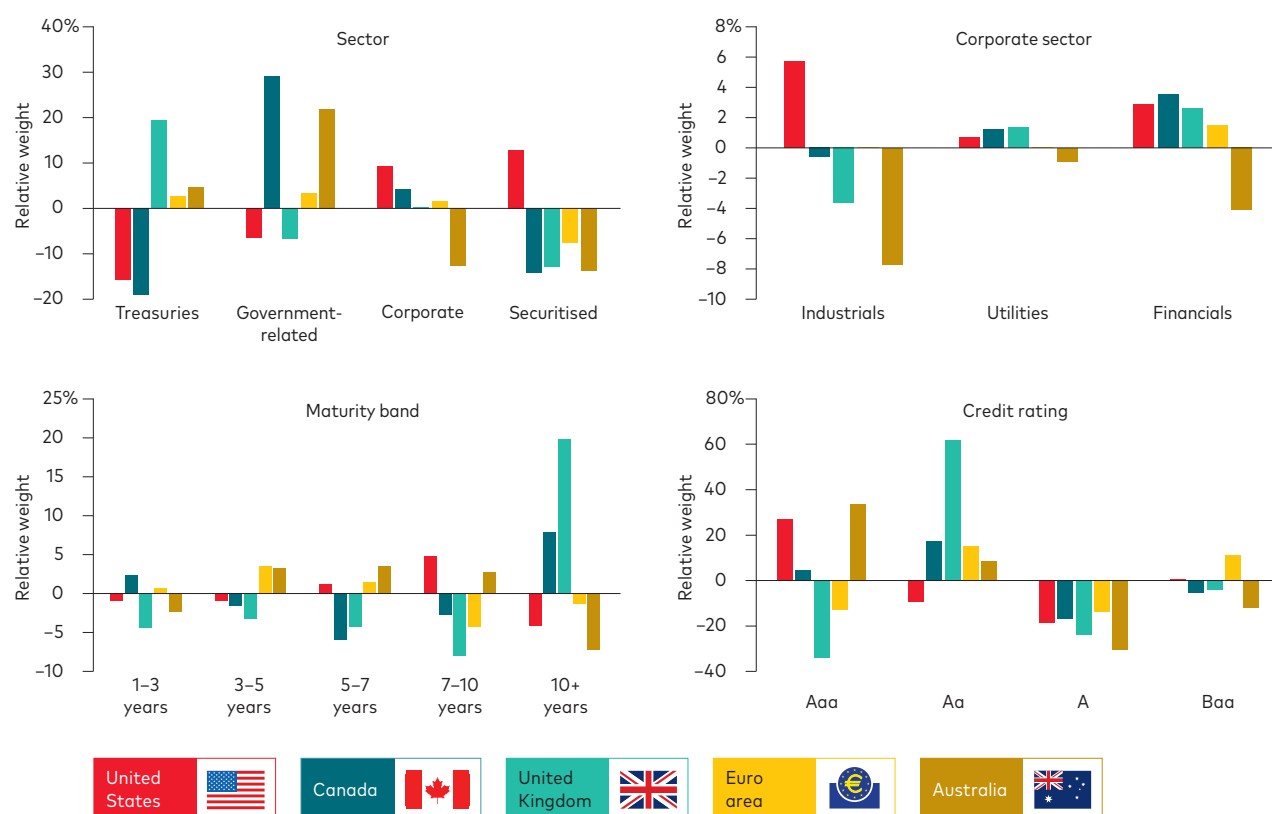 Sector
Relative weight
40%
30
20
10
0
–10
–20
Treasuries
Government-
related
Corporate
Securitised
Corporate sector
Relative weight
8%
6
4
2
0
–2
–4
–6
–8
–10
Industrials
Utilities
Financials
Maturity band
Relative weight
25%
20
15
10
5
0
–5
–10
1–3
years
3–5
years
5–7
years
7–10
years
10+
years
Credit rating
Relative weight
80%
60
40
20
0
–20
–40
Aaa
Aa
A
Baa
United
States
Canada
United
Kingdom
Euro
area
€
Australia